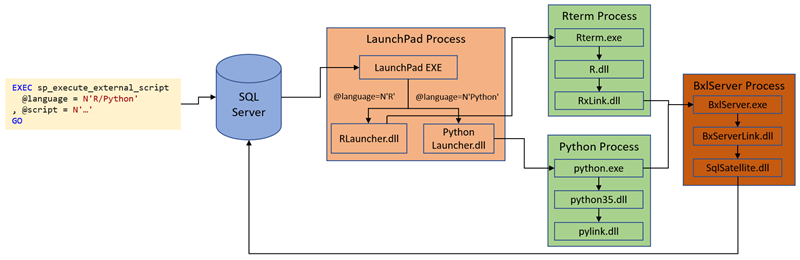 EXEC sp_execute_external_script
@language = N'R/Python'
, @script = N'…'
GO
SQL
Server
LaunchPad Process
LaunchPad EXE
@language=N'R'
@language=N'Python'
RLauncher.dll
Python
Launcher.dll
Rterm Process
Rterm.exe
R.dll
RxLink.dll
Python Process
python.exe
python35.dll
pylink.dll
BxlServer Process
BxlServer.exe
BxServerLink.dll
SqlSatellite.dll